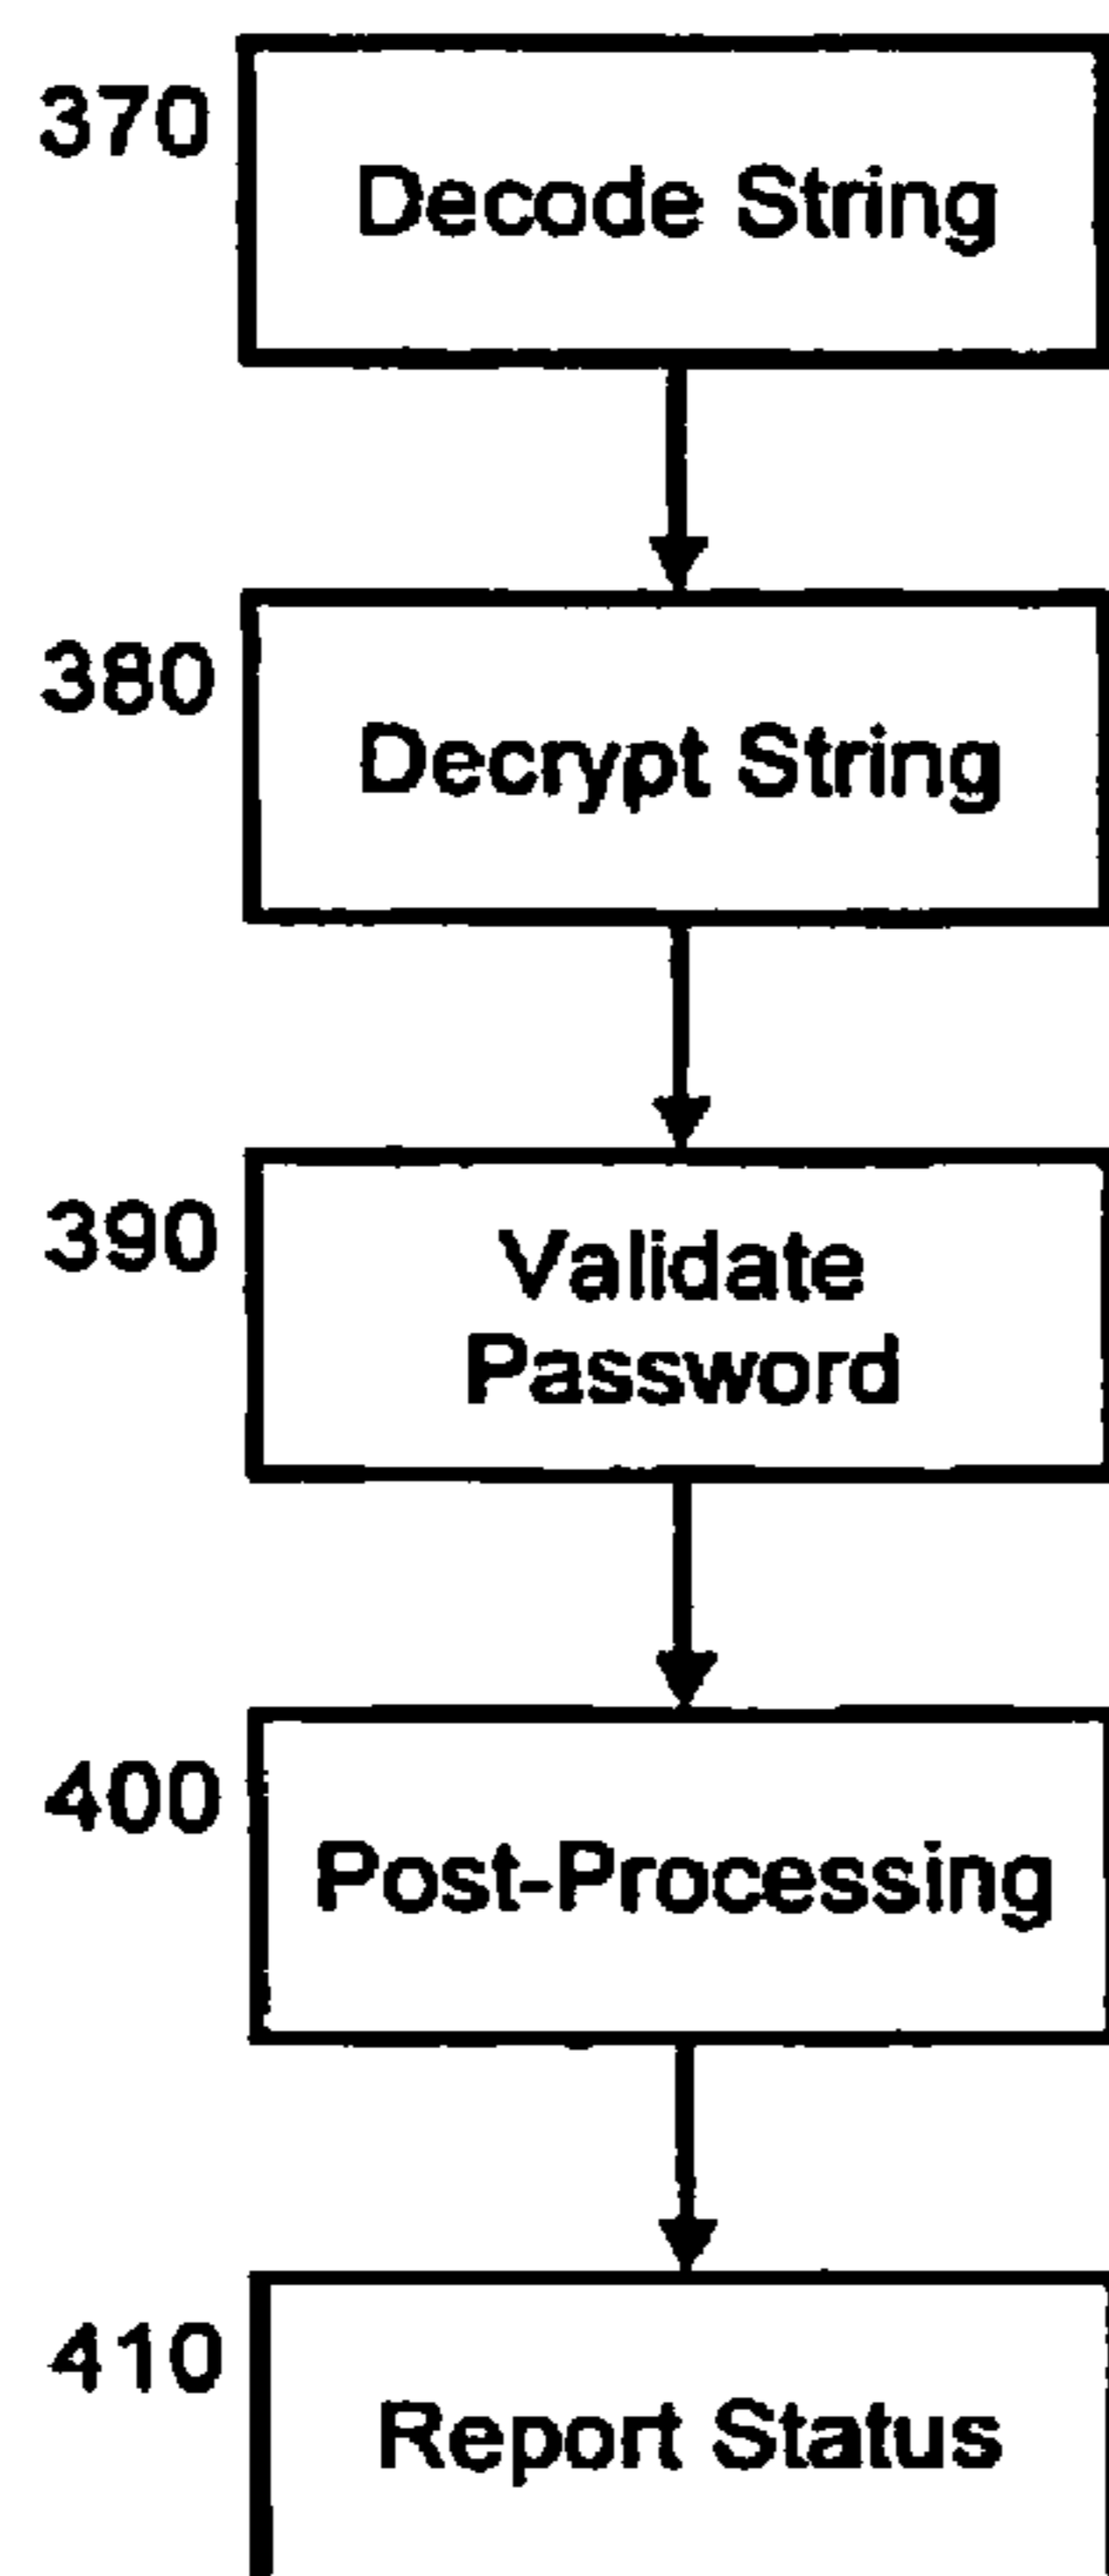 370
Decode String
380
Decrypt String
390
Validate
Password
400
Post-Processing
410
Report Status